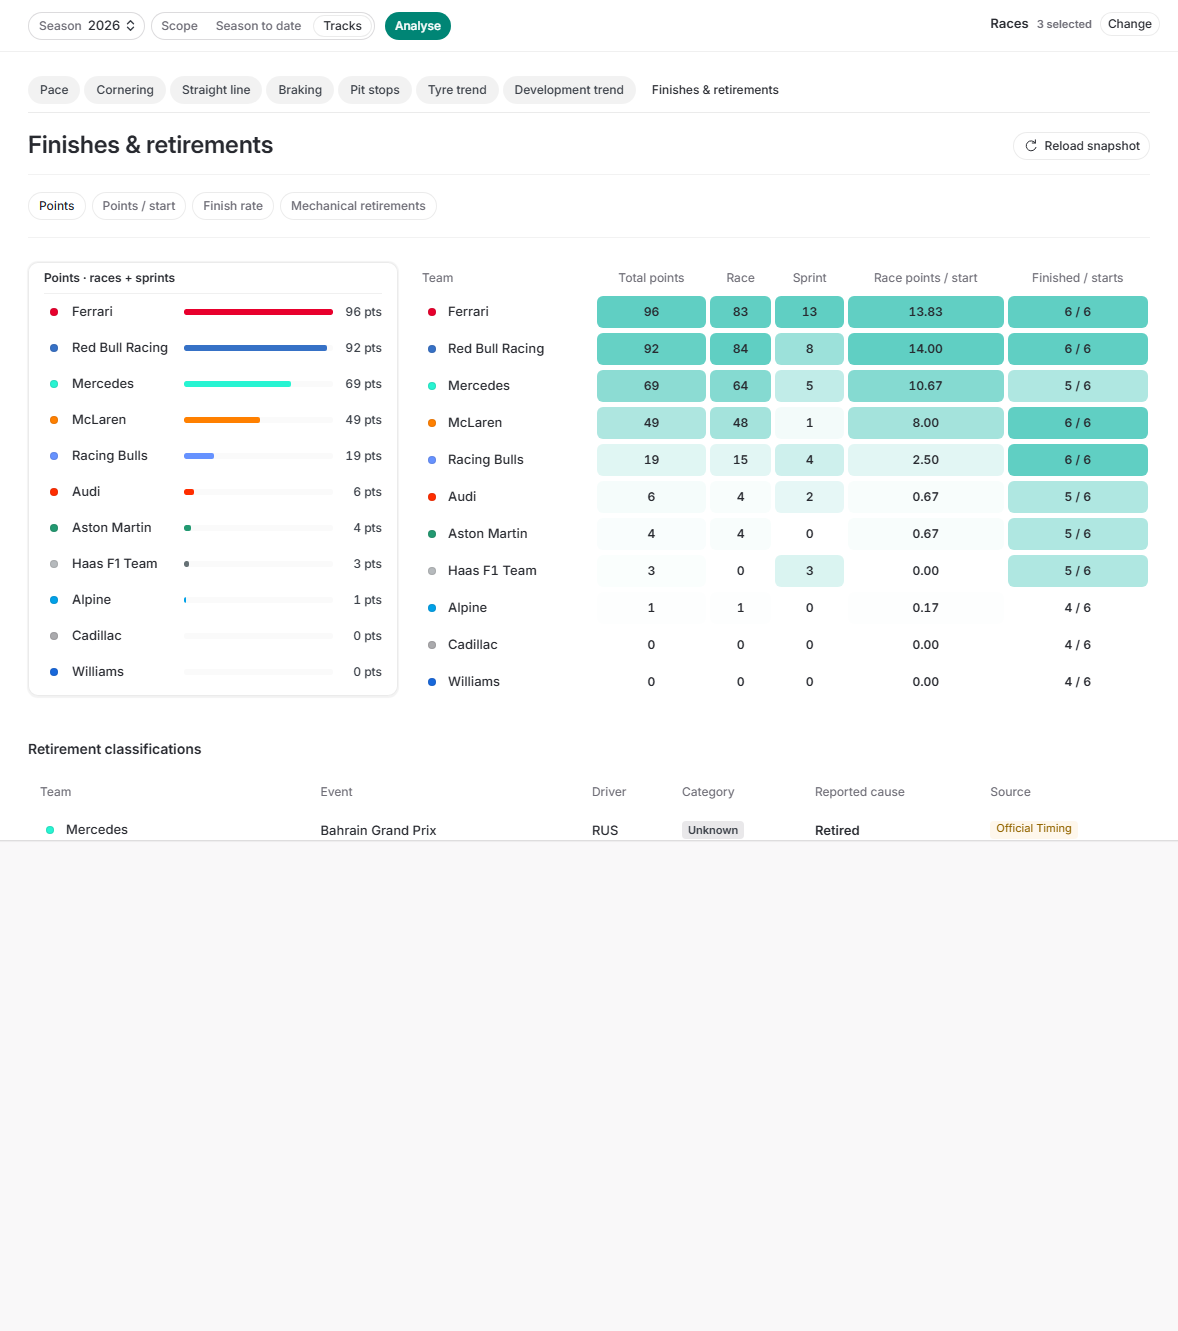 Season 2026 Scope Season to date Tracks Analyse Races 3 selected Change
Pace Cornering Straight line Braking Pit stops Tyre trend Development trend Finishes & retirements
Finishes & retirements Reload snapshot
Points Points / start Finish rate Mechanical retirements
Points · races + sprints
Ferrari 96 pts
Red Bull Racing 92 pts
Mercedes 69 pts
McLaren 49 pts
Racing Bulls 19 pts
Audi 6 pts
Aston Martin 4 pts
Haas F1 Team 3 pts
Alpine 1 pts
Cadillac 0 pts
Williams 0 pts
Team Total points Race Sprint Race points / start Finished / starts
Ferrari 96 83 13 13.83 6 / 6
Red Bull Racing 92 84 8 14.00 6 / 6
Mercedes 69 64 5 10.67 5 / 6
McLaren 49 48 1 8.00 6 / 6
Racing Bulls 19 15 4 2.50 6 / 6
Audi 6 4 2 0.67 5 / 6
Aston Martin 4 4 0 0.67 5 / 6
Haas F1 Team 3 0 3 0.00 5 / 6
Alpine 1 1 0 0.17 4 / 6
Cadillac 0 0 0 0.00 4 / 6
Williams 0 0 0 0.00 4 / 6
Retirement classifications
Team Event Driver Category Reported cause Source
Mercedes Bahrain Grand Prix RUS Unknown Retired Official Timing